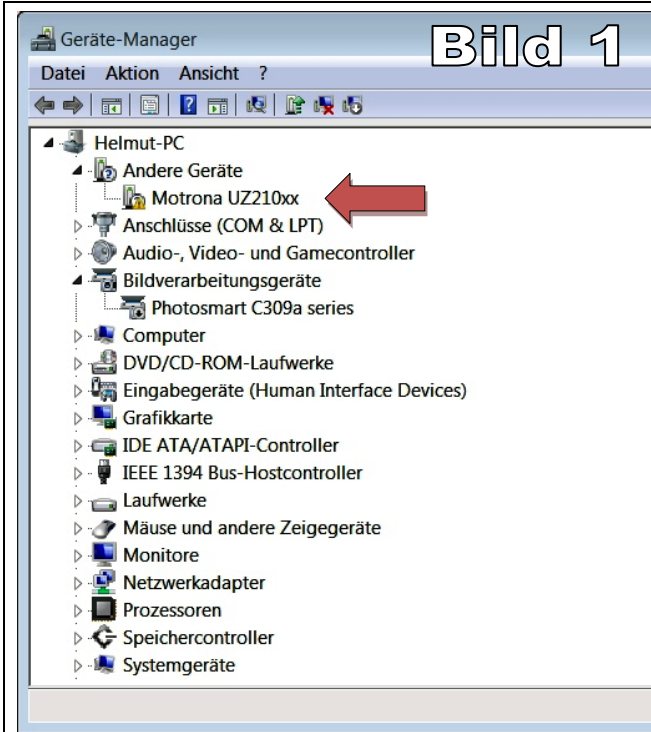 Geräte-Manager
Bild 1
Datei Aktion Ansicht ?
Helmut-PC
Andere Geräte
Motrona UZ210xx
Anschlüsse (COM & LPT)
Audio-, Video- und Gamecontroller
Bildverarbeitungsgeräte
Photosmart C309a series
Computer
DVD/CD-ROM-Laufwerke
Eingabegeräte (Human Interface Devices)
Grafikkarte
IDE ATA/ATAPI-Controller
IEEE 1394 Bus-Hostcontroller
Laufwerke
Mäuse und andere Zeigegeräte
Monitore
Netzwerkadapter
Prozessoren
Speichercontroller
Systemgeräte